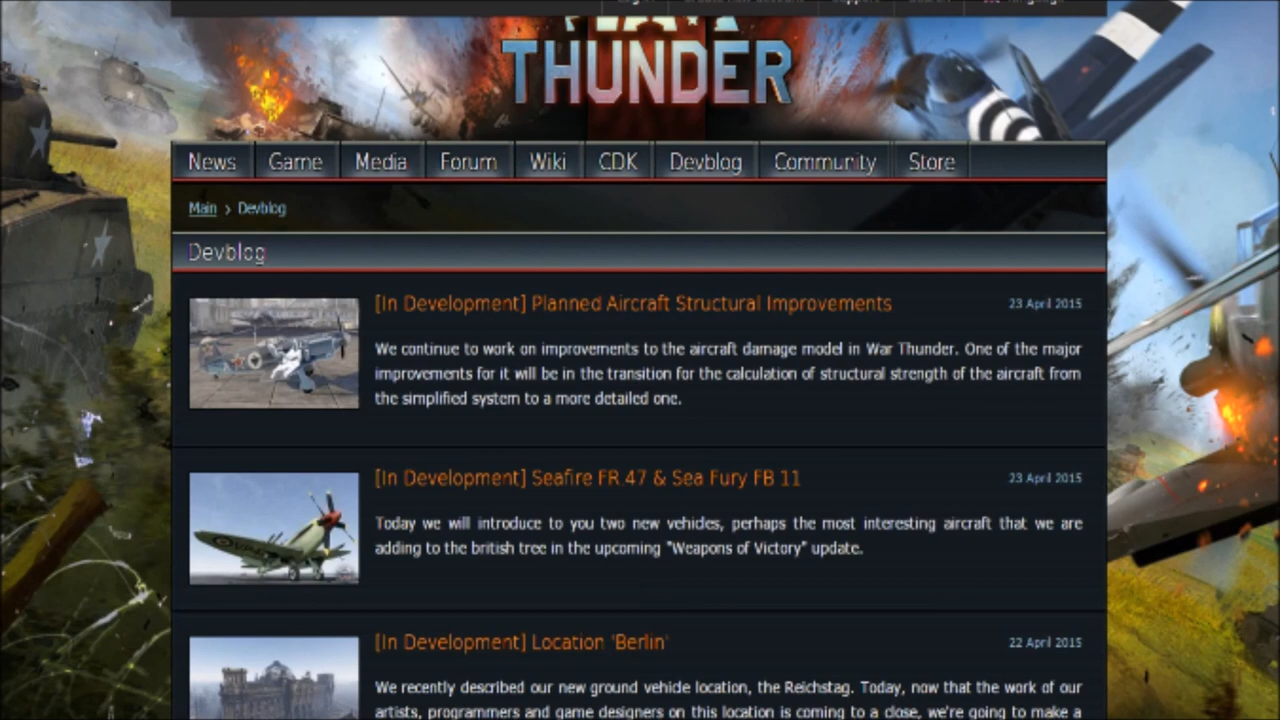 THUNDER
News Game Media Forum Wiki CDK Devblog Community Store
Main > Devblog
Devblog
[In Development] Planned Aircraft Structural Improvements 23 April 2015
We continue to work on improvements to the aircraft damage model in War Thunder. One of the major
improvements for it will be in the transition for the calculation of structural strength of the aircraft from
the simplified system to a more detailed one.
[In Development] Seafire FR 47 & Sea Fury FB 11 23 April 2015
Today we will introduce to you two new vehicles, perhaps the most interesting aircraft that we are
adding to the british tree in the upcoming "Weapons of Victory" update.
[In Development] Location 'Berlin' 22 April 2015
We recently described our new ground vehicle location, the Reichstag. Today, now that the work of our
artists, programmers and game designers on this location is coming to a close, we're going to make a